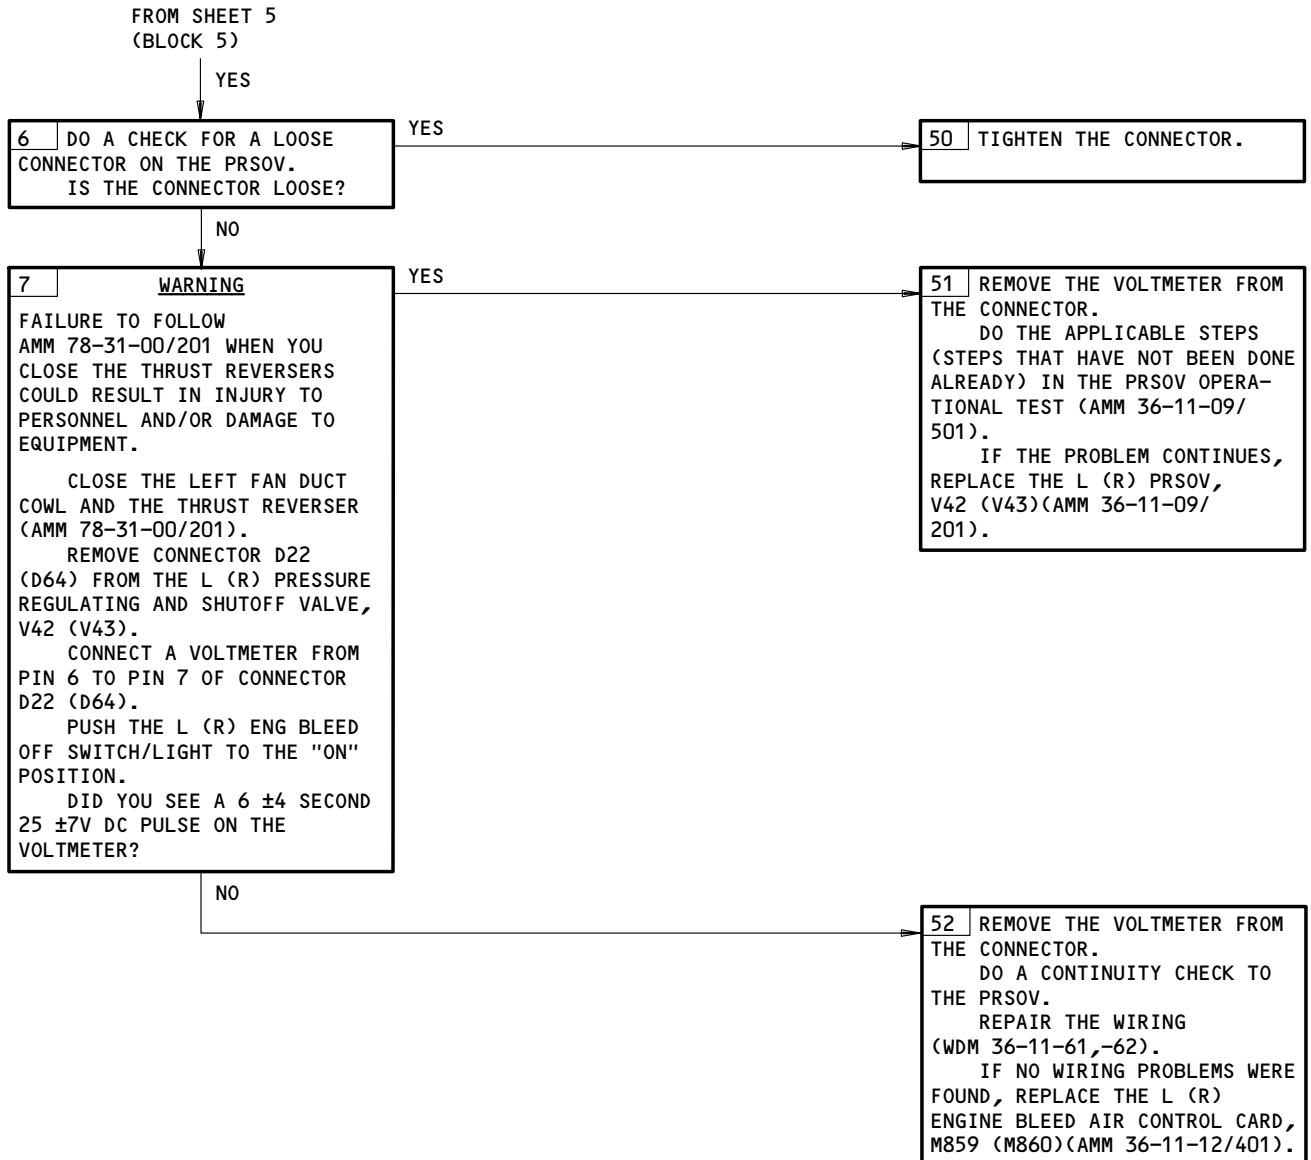 FROM SHEET 5
(BLOCK 5)
YES
6 DO A CHECK FOR A LOOSE
CONNECTOR ON THE PRSOV.
IS THE CONNECTOR LOOSE?
YES
50 TIGHTEN THE CONNECTOR.
NO
7 WARNING
FAILURE TO FOLLOW
AMM 78-31-00/201 WHEN YOU
CLOSE THE THRUST REVERSERS
COULD RESULT IN INJURY TO
PERSONNEL AND/OR DAMAGE TO
EQUIPMENT.
CLOSE THE LEFT FAN DUCT
COWL AND THE THRUST REVERSER
(AMM 78-31-00/201).
REMOVE CONNECTOR D22
(D64) FROM THE L (R) PRESSURE
REGULATING AND SHUTOFF VALVE,
V42 (V43).
CONNECT A VOLTMETER FROM
PIN 6 TO PIN 7 OF CONNECTOR
D22 (D64).
PUSH THE L (R) ENG BLEED
OFF SWITCH/LIGHT TO THE "ON"
POSITION.
DID YOU SEE A 6 ±4 SECOND
25 ±7V DC PULSE ON THE
VOLTMETER?
YES
51 REMOVE THE VOLTMETER FROM
THE CONNECTOR.
DO THE APPLICABLE STEPS
(STEPS THAT HAVE NOT BEEN DONE
ALREADY) IN THE PRSOV OPERA-
TIONAL TEST (AMM 36-11-09/
501).
IF THE PROBLEM CONTINUES,
REPLACE THE L (R) PRSOV,
V42 (V43)(AMM 36-11-09/
201).
NO
52 REMOVE THE VOLTMETER FROM
THE CONNECTOR.
DO A CONTINUITY CHECK TO
THE PRSOV.
REPAIR THE WIRING
(WDM 36-11-61,-62).
IF NO WIRING PROBLEMS WERE
FOUND, REPLACE THE L (R)
ENGINE BLEED AIR CONTROL CARD,
M859 (M860)(AMM 36-11-12/401).